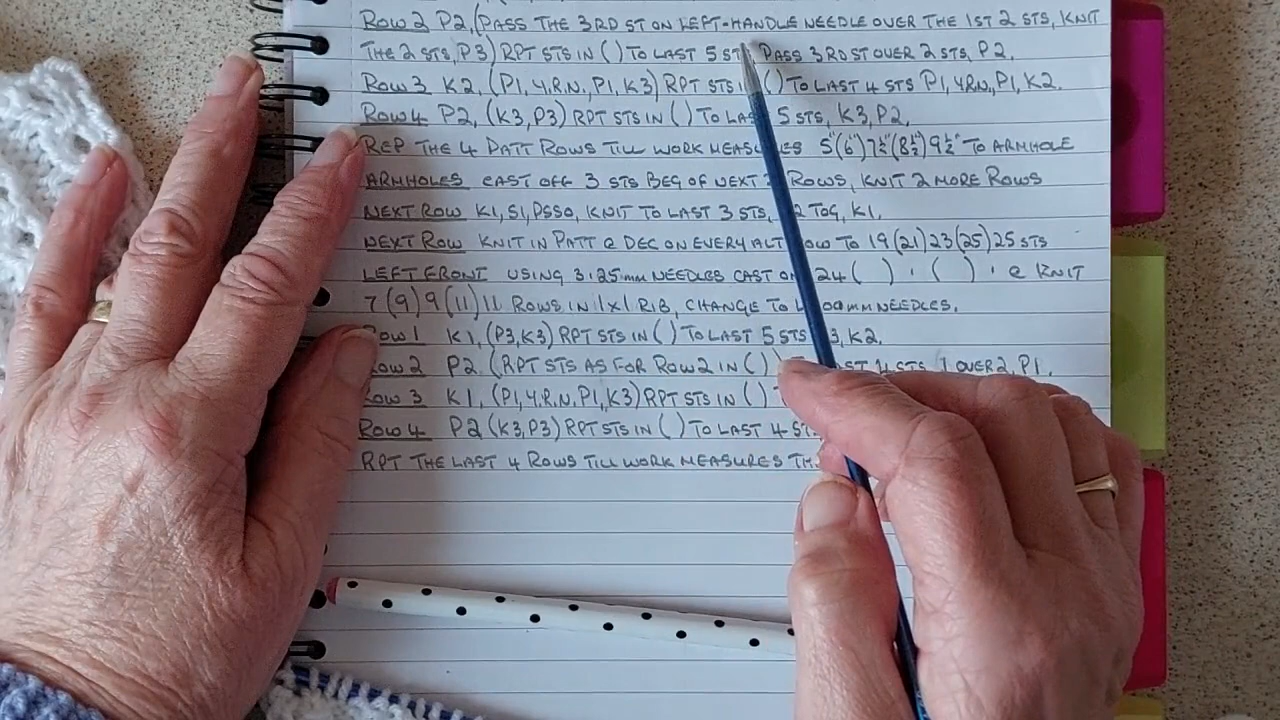 ROW 2 P2, (PASS THE 3RD ST ON LEFT-HANDLE NEEDLE OVER THE 1ST 2 STS, KNIT
THE 2 STS, P3) RPT STS IN ( ) TO LAST 5 ST PASS 3RD ST OVER 2 STS, P2.
ROW 3 K2, (P1, Y.R.N., P1, K3) RPT STS ( ) TO LAST 4 STS P1, Y.R.N., P1, K2.
ROW 4 P2, (K3, P3) RPT STS IN ( ) TO 5 STS, K3, P2,
REP THE 4 PATT ROWS TILL WORK 5"(6")7½"(8½")9½" TO ARMHOLE
ARMHOLES CAST OFF 3 STS BEG OF NEXT ROWS, KNIT 2 MORE ROWS
NEXT ROW K1, S1, PSSO, KNIT TO LAST 3 STS, TOG, K1.
NEXT ROW KNIT IN PATT & DEC ON EVERY ALT TO 19(21)23(25)25 STS
LEFT FRONT USING 3.25mm NEEDLES CAST 24( ) . ( ) . & KNIT
7(9)9(11)11 ROWS IN 1X1 RIB, CHANGE TO NEEDLES.
ROW 1 K1, (P3, K3) RPT STS IN ( ) TO LAST 5 STS K2.
ROW 2 P2 (RPT STS AS FOR ROW 2 IN ( ) STS, 1 OVER 2, P1.
ROW 3 K1, (P1, Y.R.N, P1, K3) RPT STS IN ( )
ROW 4 P2 (K3, P3) RPT STS IN ( ) TO LAST 4
RPT THE LAST 4 ROWS TILL WORK MEASURES